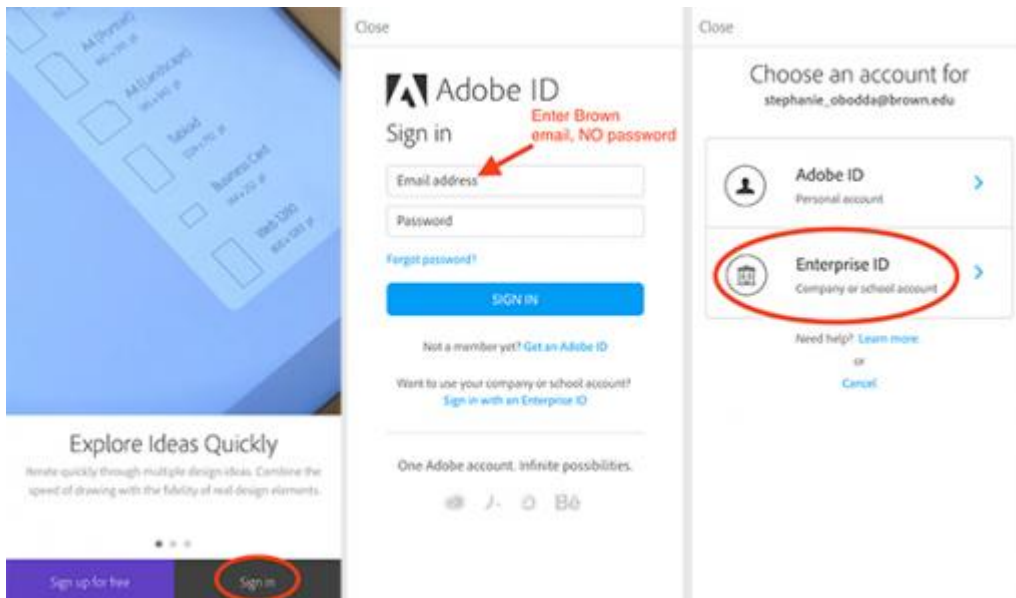 A4 (Portrait)
A4 (Landscape)
Tabloid
Business Card
Web 1280
Explore Ideas Quickly
Iterate quickly through multiple design ideas. Combine the
speed of drawing with the fidelity of real design elements.
Sign up for free
Sign in
Close
Adobe ID
Sign in
Enter Brown
email, NO password
Email address
Password
Forgot password?
SIGN IN
Not a member yet? Get an Adobe ID
Want to use your company or school account?
Sign in with an Enterprise ID
One Adobe account. Infinite possibilities.
Bē
Close
Choose an account for
stephanie_obodda@brown.edu
Adobe ID
Personal account
Enterprise ID
Company or school account
Need help? Learn more
or
Cancel